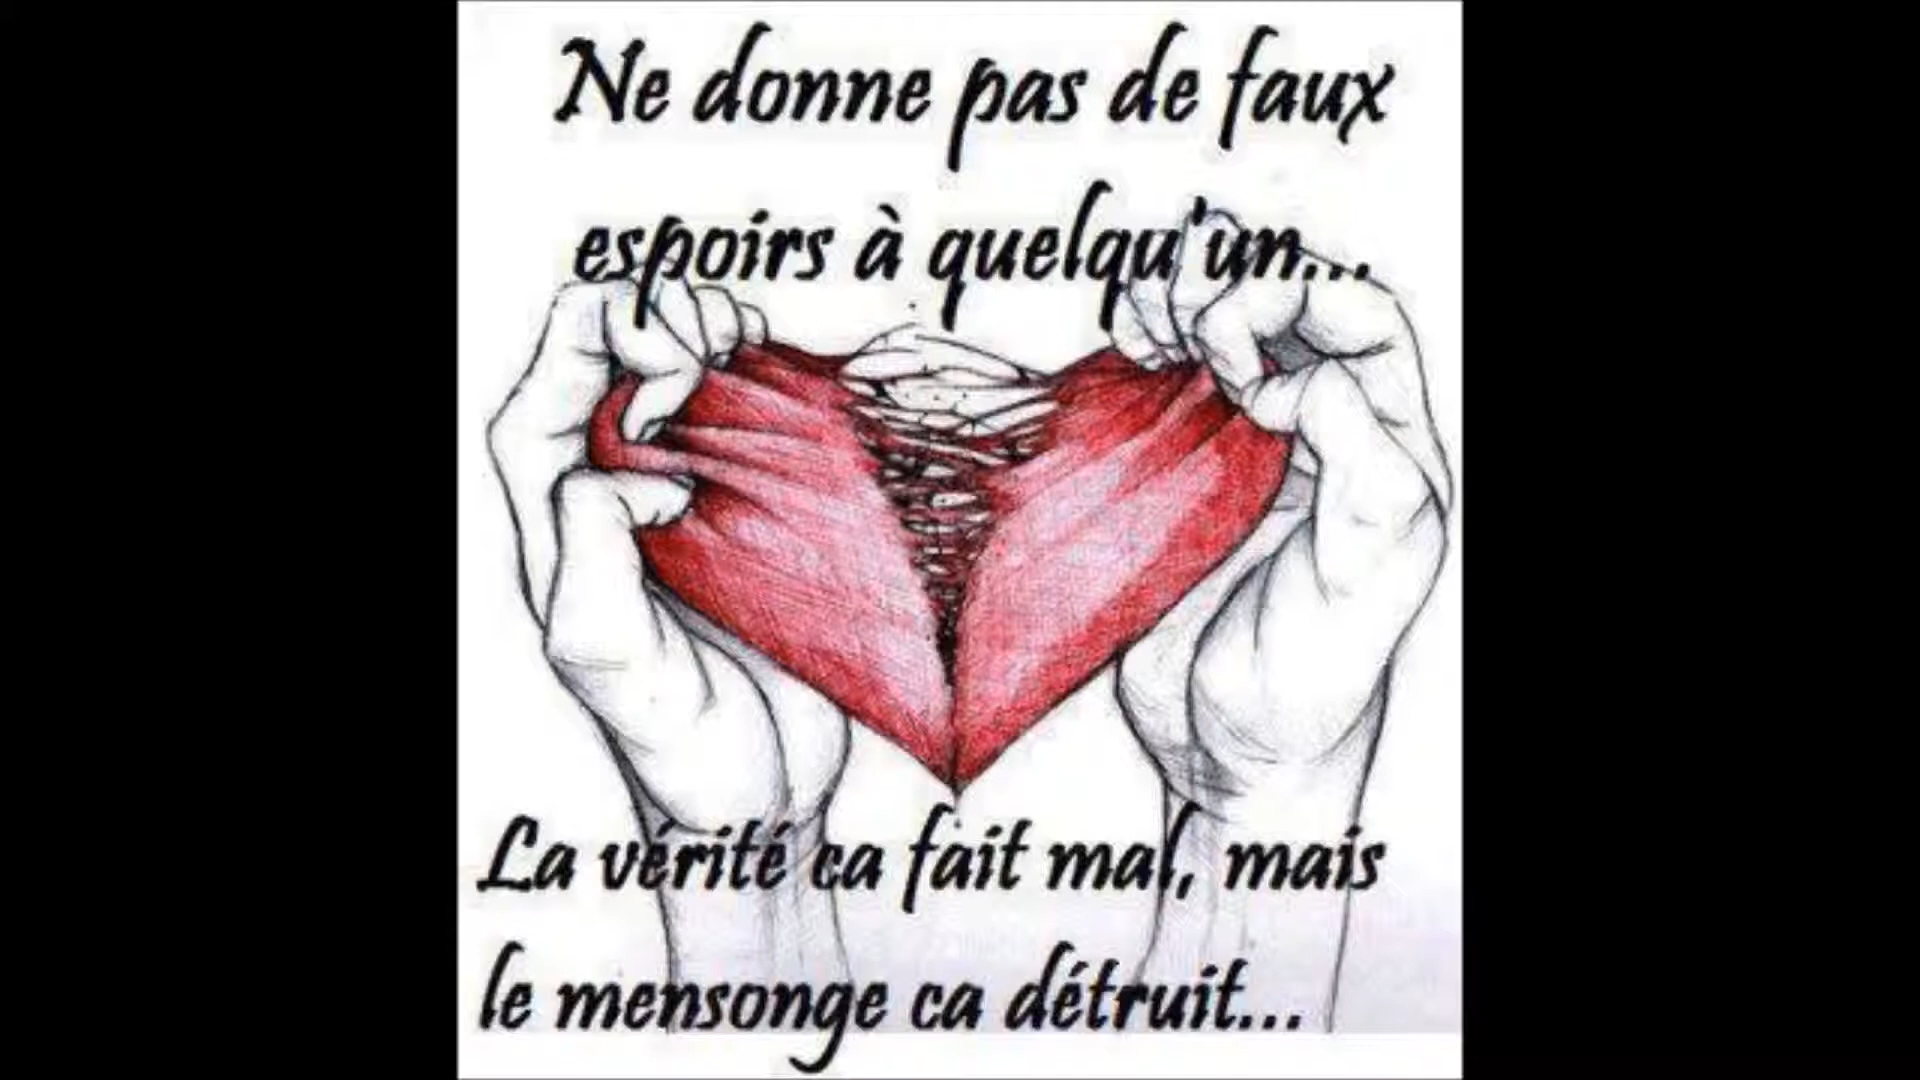 Ne donne pas de faux
espoirs à quelqu'un...
La vérité ca fait mal, mais
le mensonge ca détruit...